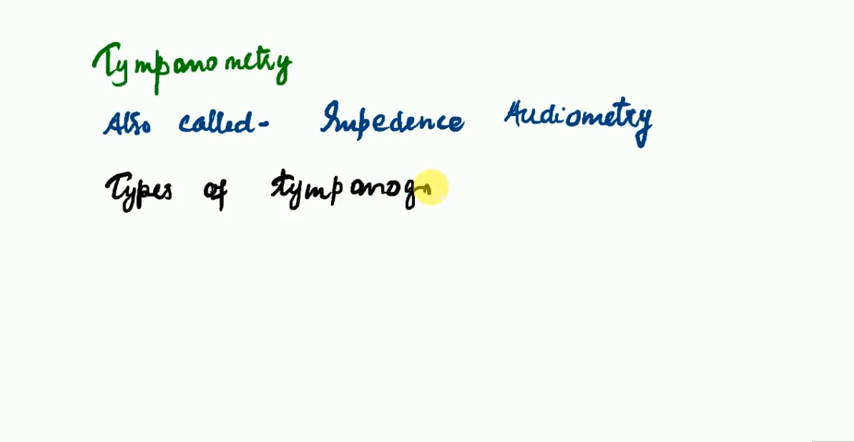 Tympanometry
Also called- Impedence Audiometry
Types of tympanogr